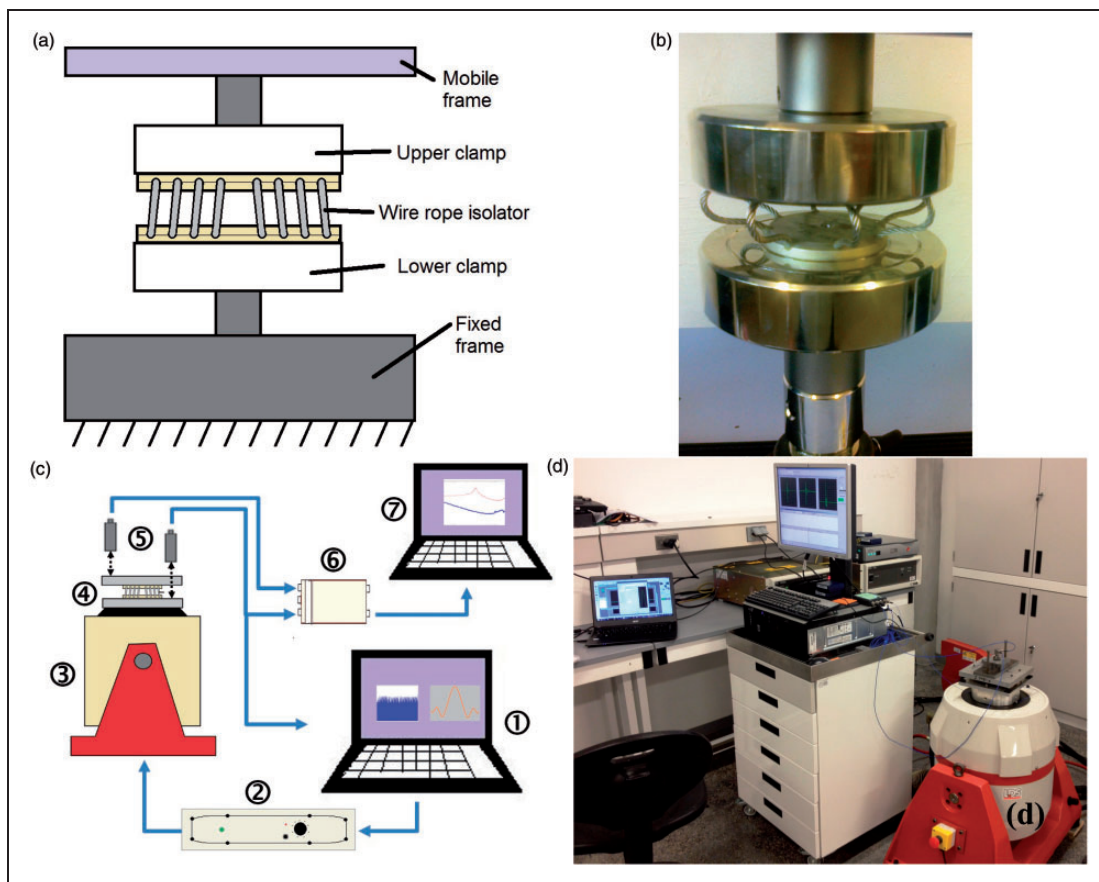 (a)
Mobile
frame
Upper clamp
Wire rope isolator
Lower clamp
Fixed
frame
(b)
(c)
⑤
④
③
⑥
⑦
①
②
(d)
(d)